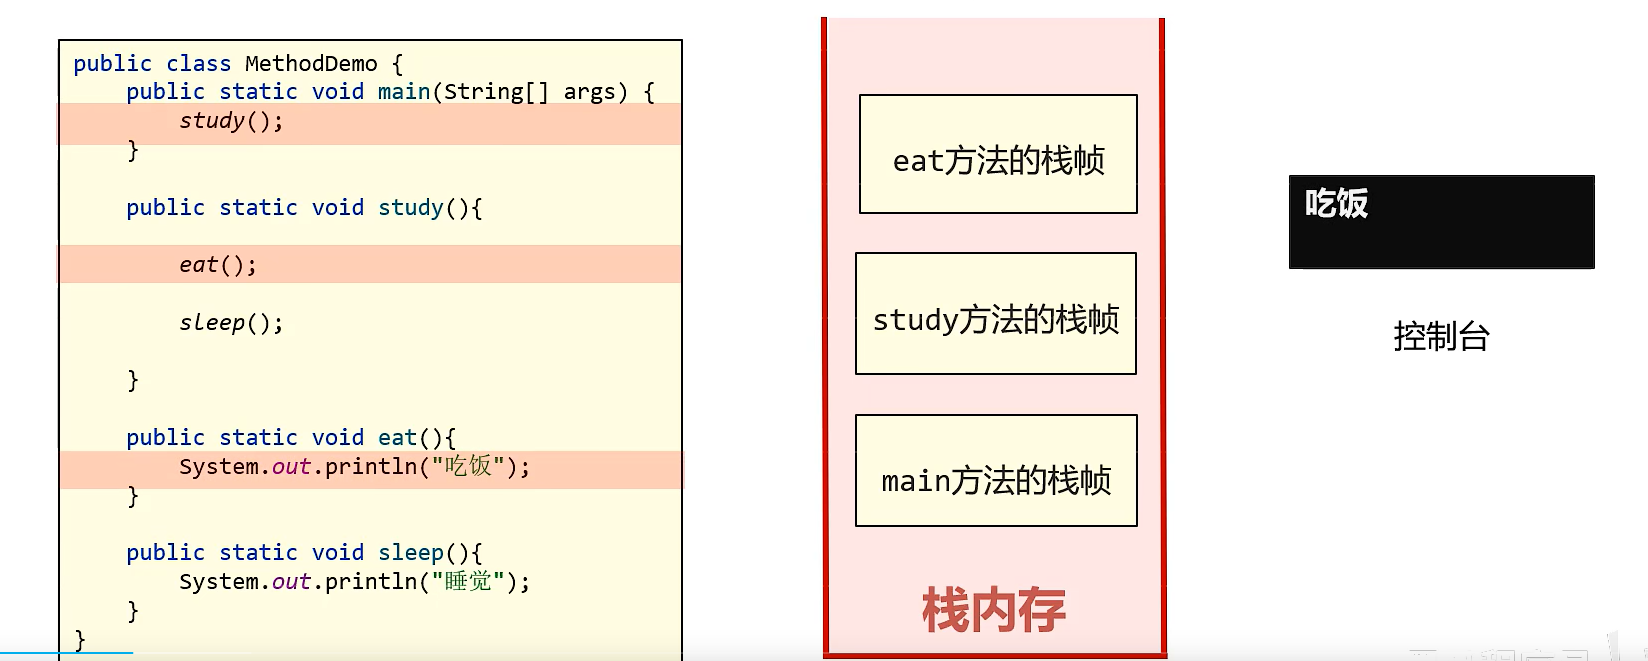 public class MethodDemo {
public static void main(String[] args) {
study();
}
public static void study(){
eat();
sleep();
}
public static void eat(){
System.out.println("吃饭");
}
public static void sleep(){
System.out.println("睡觉");
}
}
eat方法的栈帧
study方法的栈帧
main方法的栈帧
栈内存
吃饭
控制台